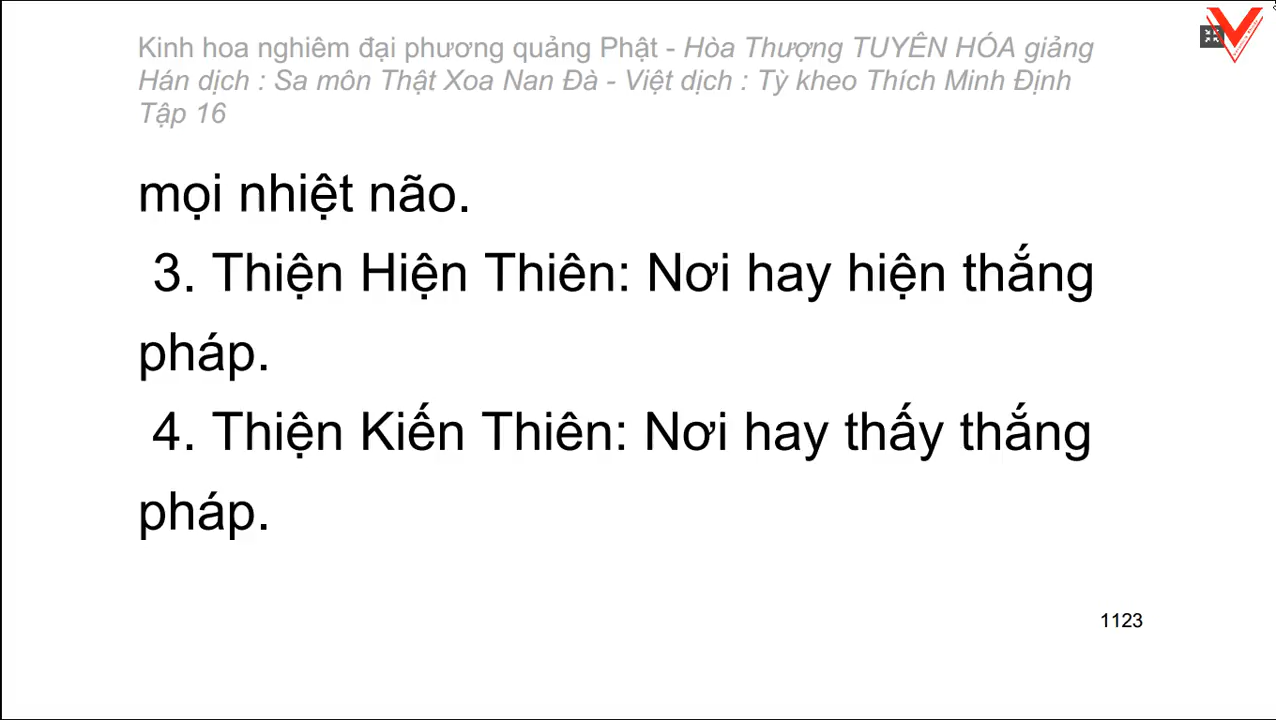 Kinh hoa nghiêm đại phương quảng Phật - Hòa Thượng TUYÊN HÓA giảng
Hán dịch : Sa môn Thật Xoa Nan Đà - Việt dịch : Tỳ kheo Thích Minh Định
Tập 16
mọi nhiệt não.
3. Thiện Hiện Thiên: Nơi hay hiện thắng
pháp.
4. Thiện Kiến Thiên: Nơi hay thấy thắng
pháp.
1123